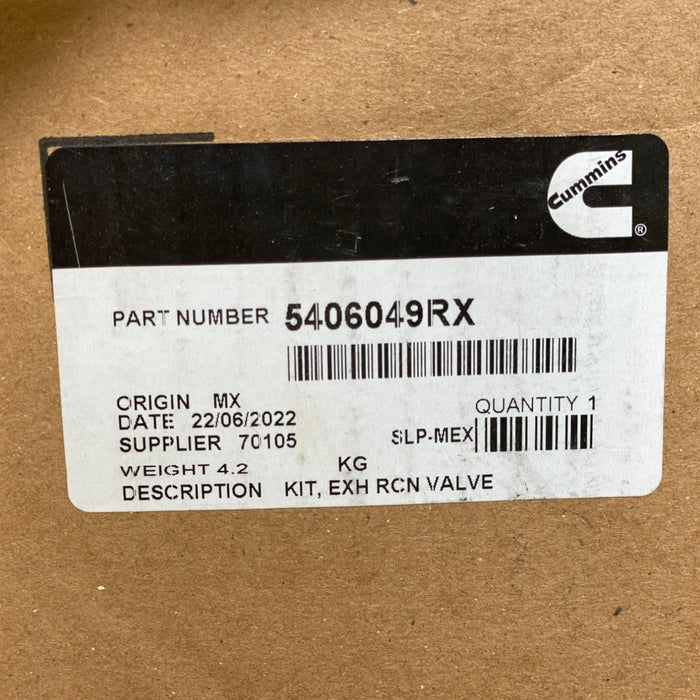 Cummins
®
PART NUMBER 5406049RX
ORIGIN MX
QUANTITY 1
DATE 22/06/2022
SUPPLIER 70105
SLP-MEX
WEIGHT 4.2 KG
DESCRIPTION KIT, EXH RCN VALVE